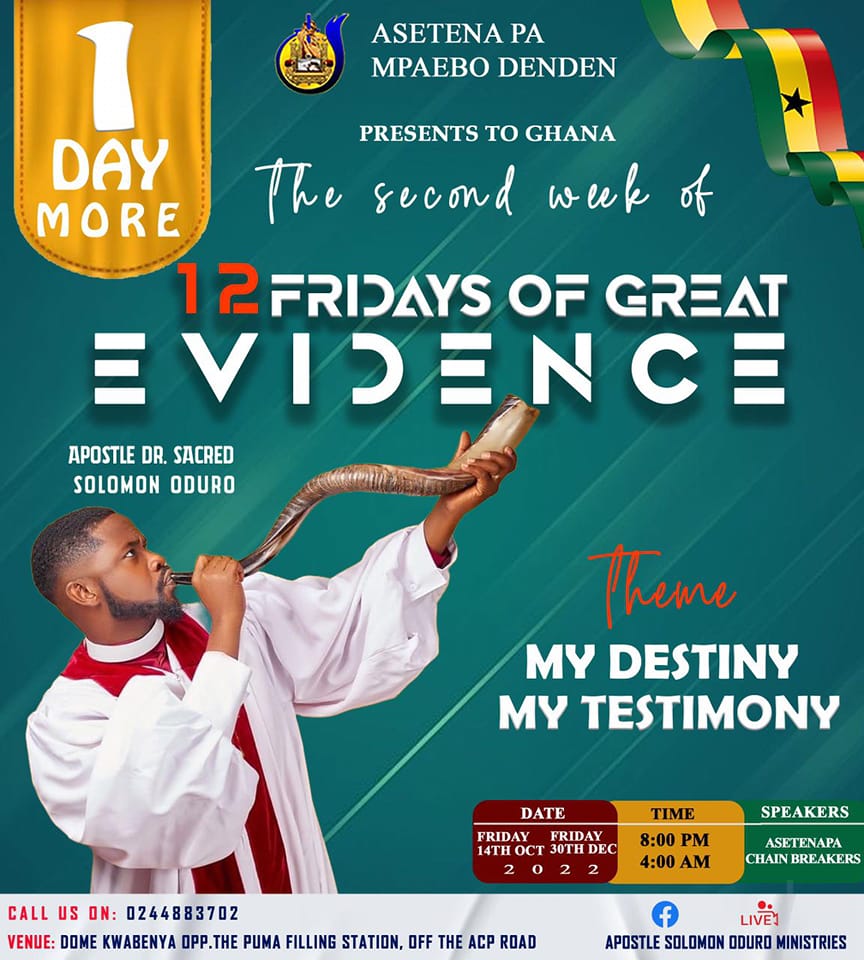 1
DAY
MORE
ASETENA PA
MPAEBO DENDEN
PRESENTS TO GHANA
The second week of
12 FRIDAYS OF GREAT
EVIDENCE
APOSTLE DR. SACRED
SOLOMON ODURO
Theme
MY DESTINY
MY TESTIMONY
DATE
FRIDAY FRIDAY
14TH OCT 30TH DEC
2022
TIME
8:00 PM
4:00 AM
SPEAKERS
ASETENAPA
CHAIN BREAKERS
CALL US ON: 0244883702
VENUE: DOME KWABENYA OPP.THE PUMA FILLING STATION, OFF THE ACP ROAD
LIVE
APOSTLE SOLOMON ODURO MINISTRIES